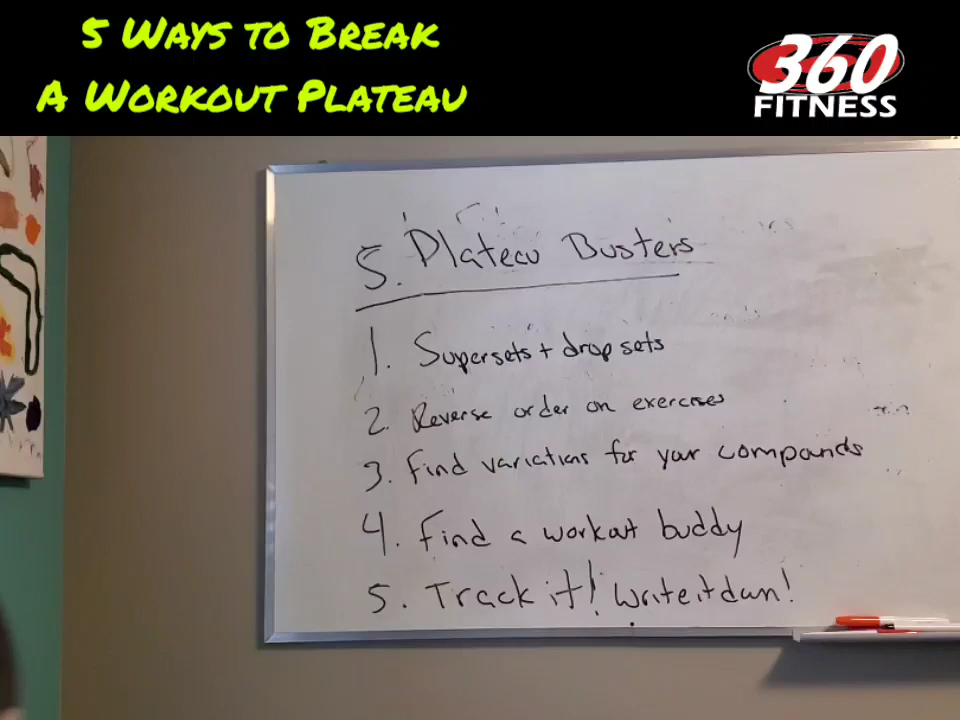 5 WAYS TO BREAK
A WORKOUT PLATEAU
360
FITNESS
5. Plateau Busters
1. Supersets + drop sets
2. Reverse order on exercises
3. Find variations for your compounds
4. Find a workout buddy
5. Track it! Write it down!